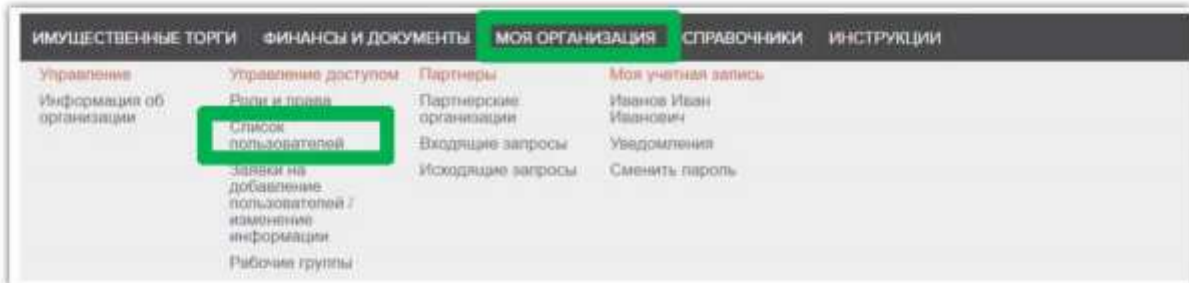 ИМУЩЕСТВЕННЫЕ ТОРГИ ФИНАНСЫ И ДОКУМЕНТЫ МОЯ ОРГАНИЗАЦИЯ СПРАВОЧНИКИ ИНСТРУКЦИИ
Управление
Информация об
организации
Управление доступом
Роли и права
Список
пользователей
Заявки на
добавление
пользователей /
изменение
информации
Рабочие группы
Партнеры
Партнерские
организации
Входящие запросы
Исходящие запросы
Моя учетная запись
Иванов Иван
Иванович
Уведомления
Сменить пароль